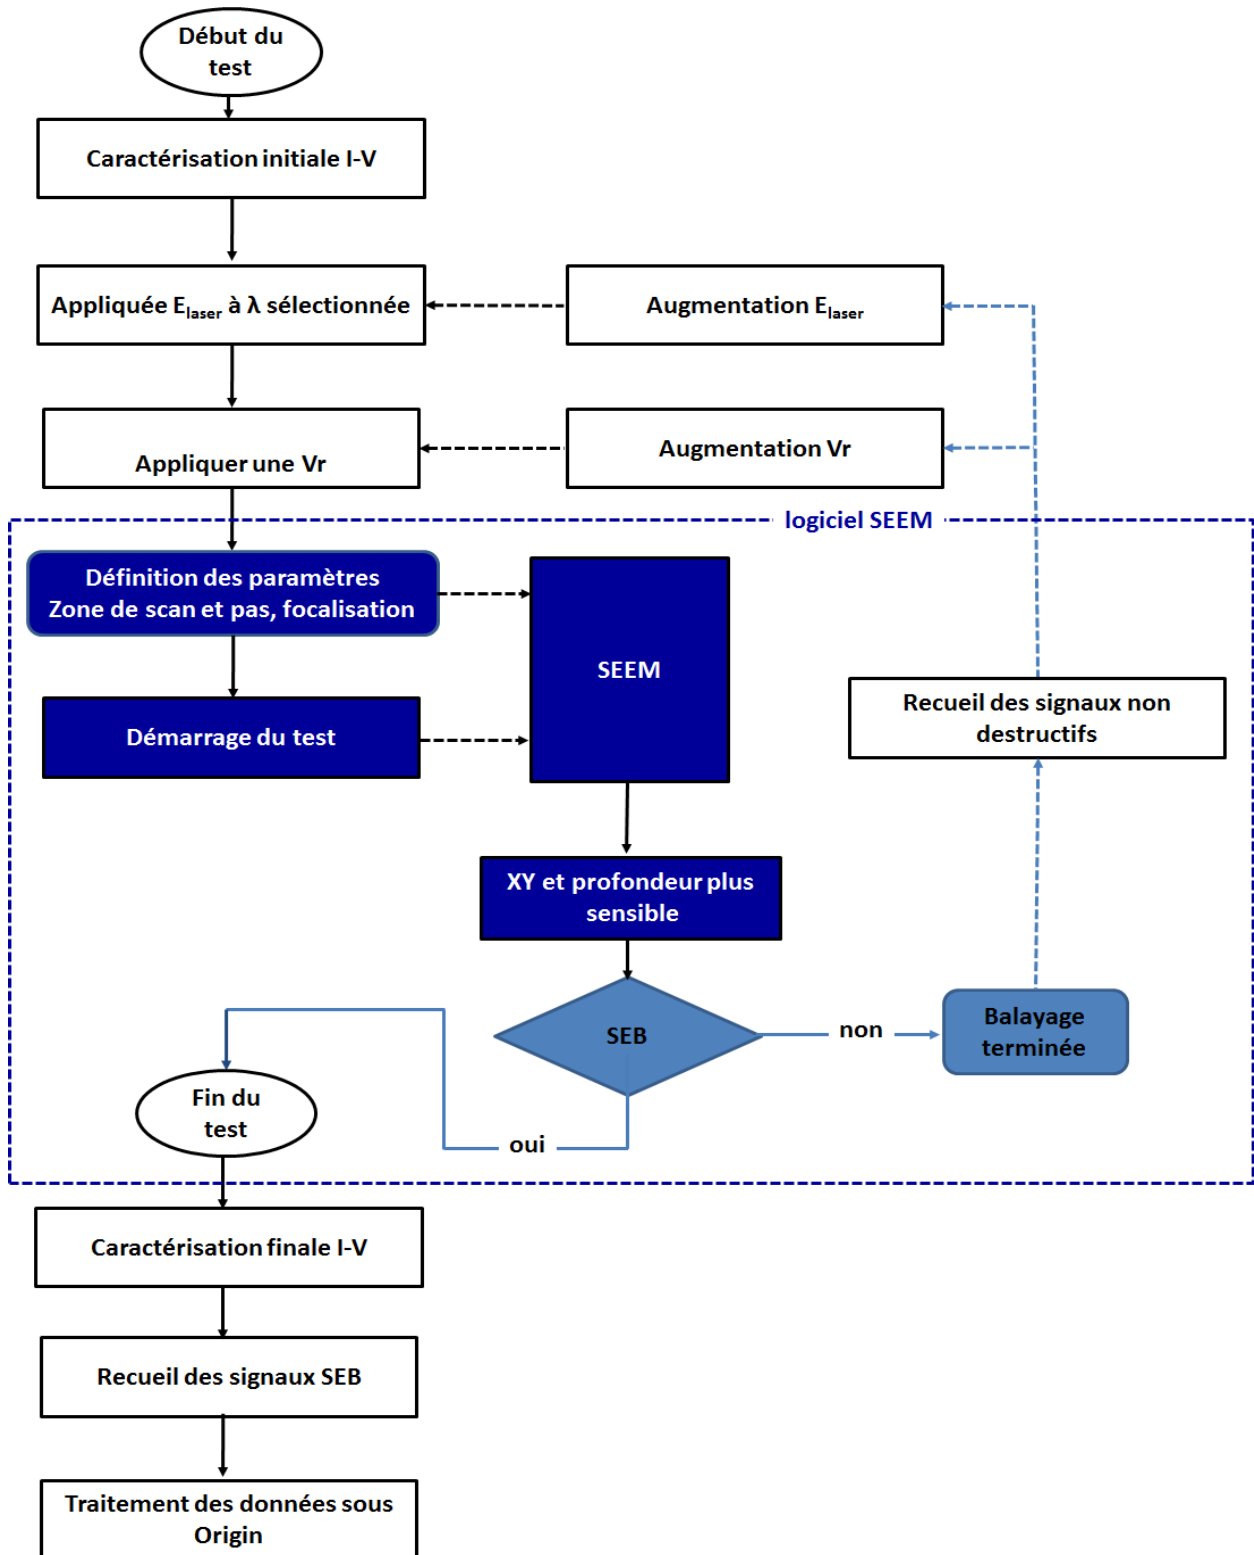 Début du
test
Caractérisation initiale I-V
Appliquée Elaser à λ sélectionnée
Augmentation Elaser
Appliquer une Vr
Augmentation Vr
logiciel SEEM
Définition des paramètres
Zone de scan et pas, focalisation
SEEM
Démarrage du test
Recueil des signaux non
destructifs
XY et profondeur plus
sensible
SEB
non
Balayage
terminée
Fin du
test
oui
Caractérisation finale I-V
Recueil des signaux SEB
Traitement des données sous
Origin